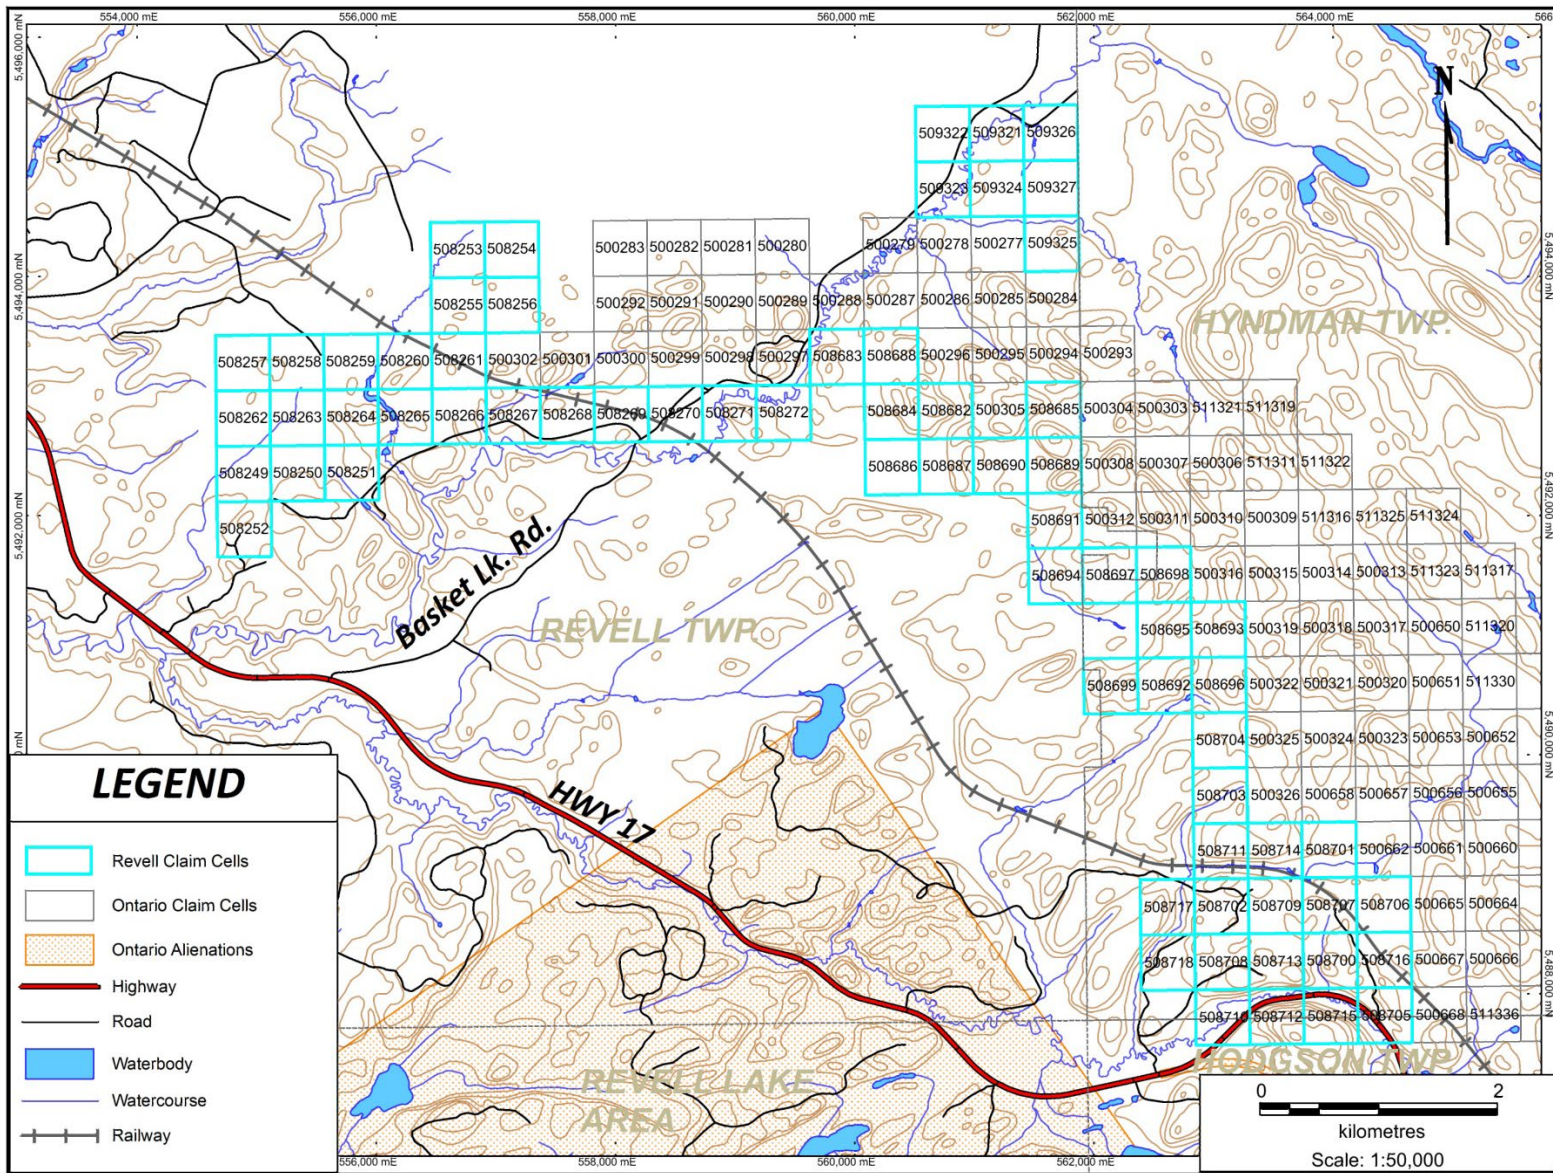 554,000 mE 556,000 mE 558,000 mE 560,000 mE 562,000 mE 564,000 mE 566
5,496,000 mN
N
509322 509321 509326
509323 509324 509327
508253 508254 500283 500282 500281 500280 500279 500278 500277 509325
5,494,000 mN
5,494,000 mN
508255 508256 500292 500291 500290 500289 500288 500287 500286 500285 500284
HYNDMAN TWP.
508257 508258 508259 508260 508261 500302 500301 500300 500299 500298 500297 508683 508688 500296 500295 500294 500293
508262 508263 508264 508265 508266 508267 508268 508269 508270 508271 508272 508684 508682 500305 508685 500304 500303 511321 511319
508249 508250 508251 508686 508687 508690 508689 500308 500307 500306 511311 511322
5,492,000 mN
5,492,000 mN
508252 508691 500312 500311 500310 500309 511316 511325 511324
Basket Lk. Rd.
508694 508697 508698 500316 500315 500314 500313 511323 511317
REVELL TWP.
508695 508693 500319 500318 500317 500650 511320
508699 508692 508696 500322 500321 500320 500651 511330
508704 500325 500324 500323 500653 500652
mN
5,490,000 mN
HWY 17
508703 500326 500658 500657 500656 500655
508711 508714 508701 500662 500661 500660
508717 508702 508709 508707 508706 500665 500664
508718 508708 508713 508700 508716 500667 500666
5,488,000 mN
508710 508712 508715 508705 500668 511336
HODGSON TWP.
REVELL LAKE
AREA
LEGEND
Revell Claim Cells
Ontario Claim Cells
Ontario Alienations
Highway
Road
Waterbody
Watercourse
Railway
0 2
kilometres
Scale: 1:50,000
556,000 mE 558,000 mE 560,000 mE 562,000 mE